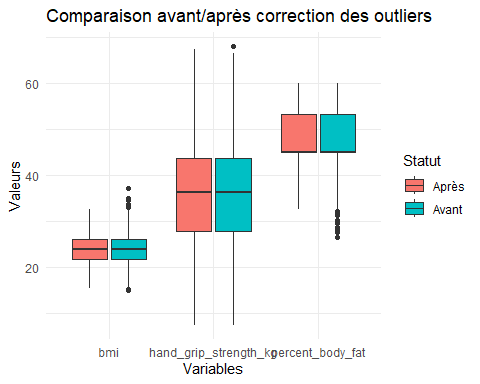 Comparaison avant/après correction des outliers
60
40
20
Valeurs
bmi
hand_grip_strength_kg
percent_body_fat
Variables
Statut
Après
Avant